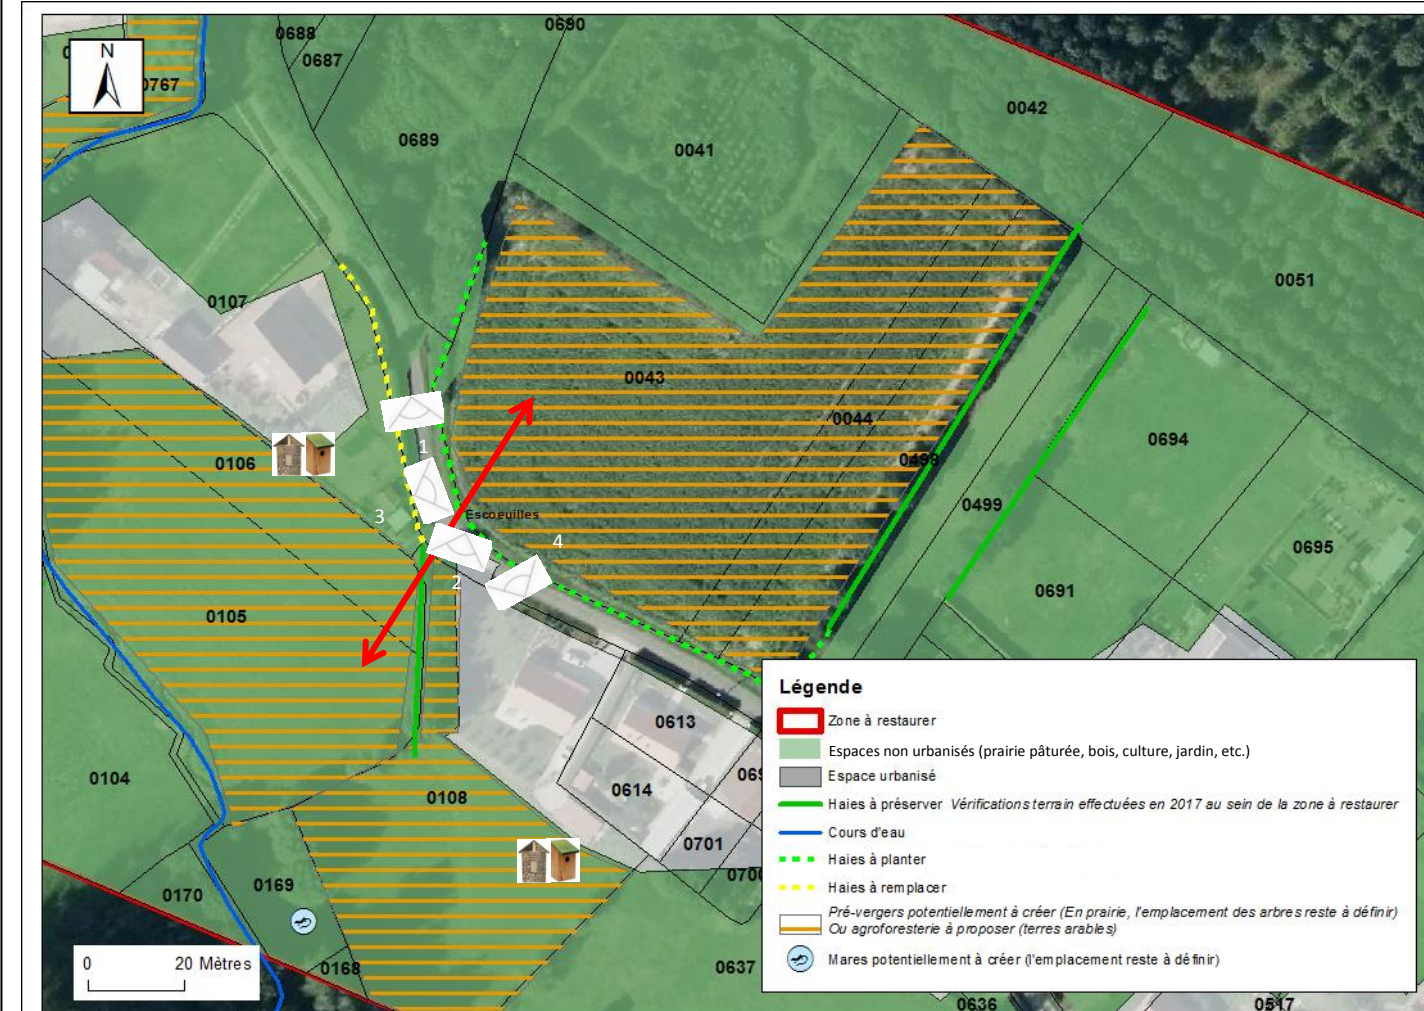 0690
0688
0687
N
0767
0042
0689
0041
0051
0107
0043
0044
0694
1
0106
0498
0499
3
Escoeuilles
4
0695
2
0691
0105
0613
0104
0614
0108
0701
0169
0170
0168
0637
0636
0517
0 20 Mètres
Légende
Zone à restaurer
Espaces non urbanisés (prairie pâturée, bois, culture, jardin, etc.)
Espace urbanisé
Haies à préserver Vérifications terrain effectuées en 2017 au sein de la zone à restaurer
Cours d'eau
Haies à planter
Haies à remplacer
Pré-vergers potentiellement à créer (En prairie, l'emplacement des arbres reste à définir)
Ou agroforesterie à proposer (terres arables)
Mares potentiellement à créer (l'emplacement reste à définir)